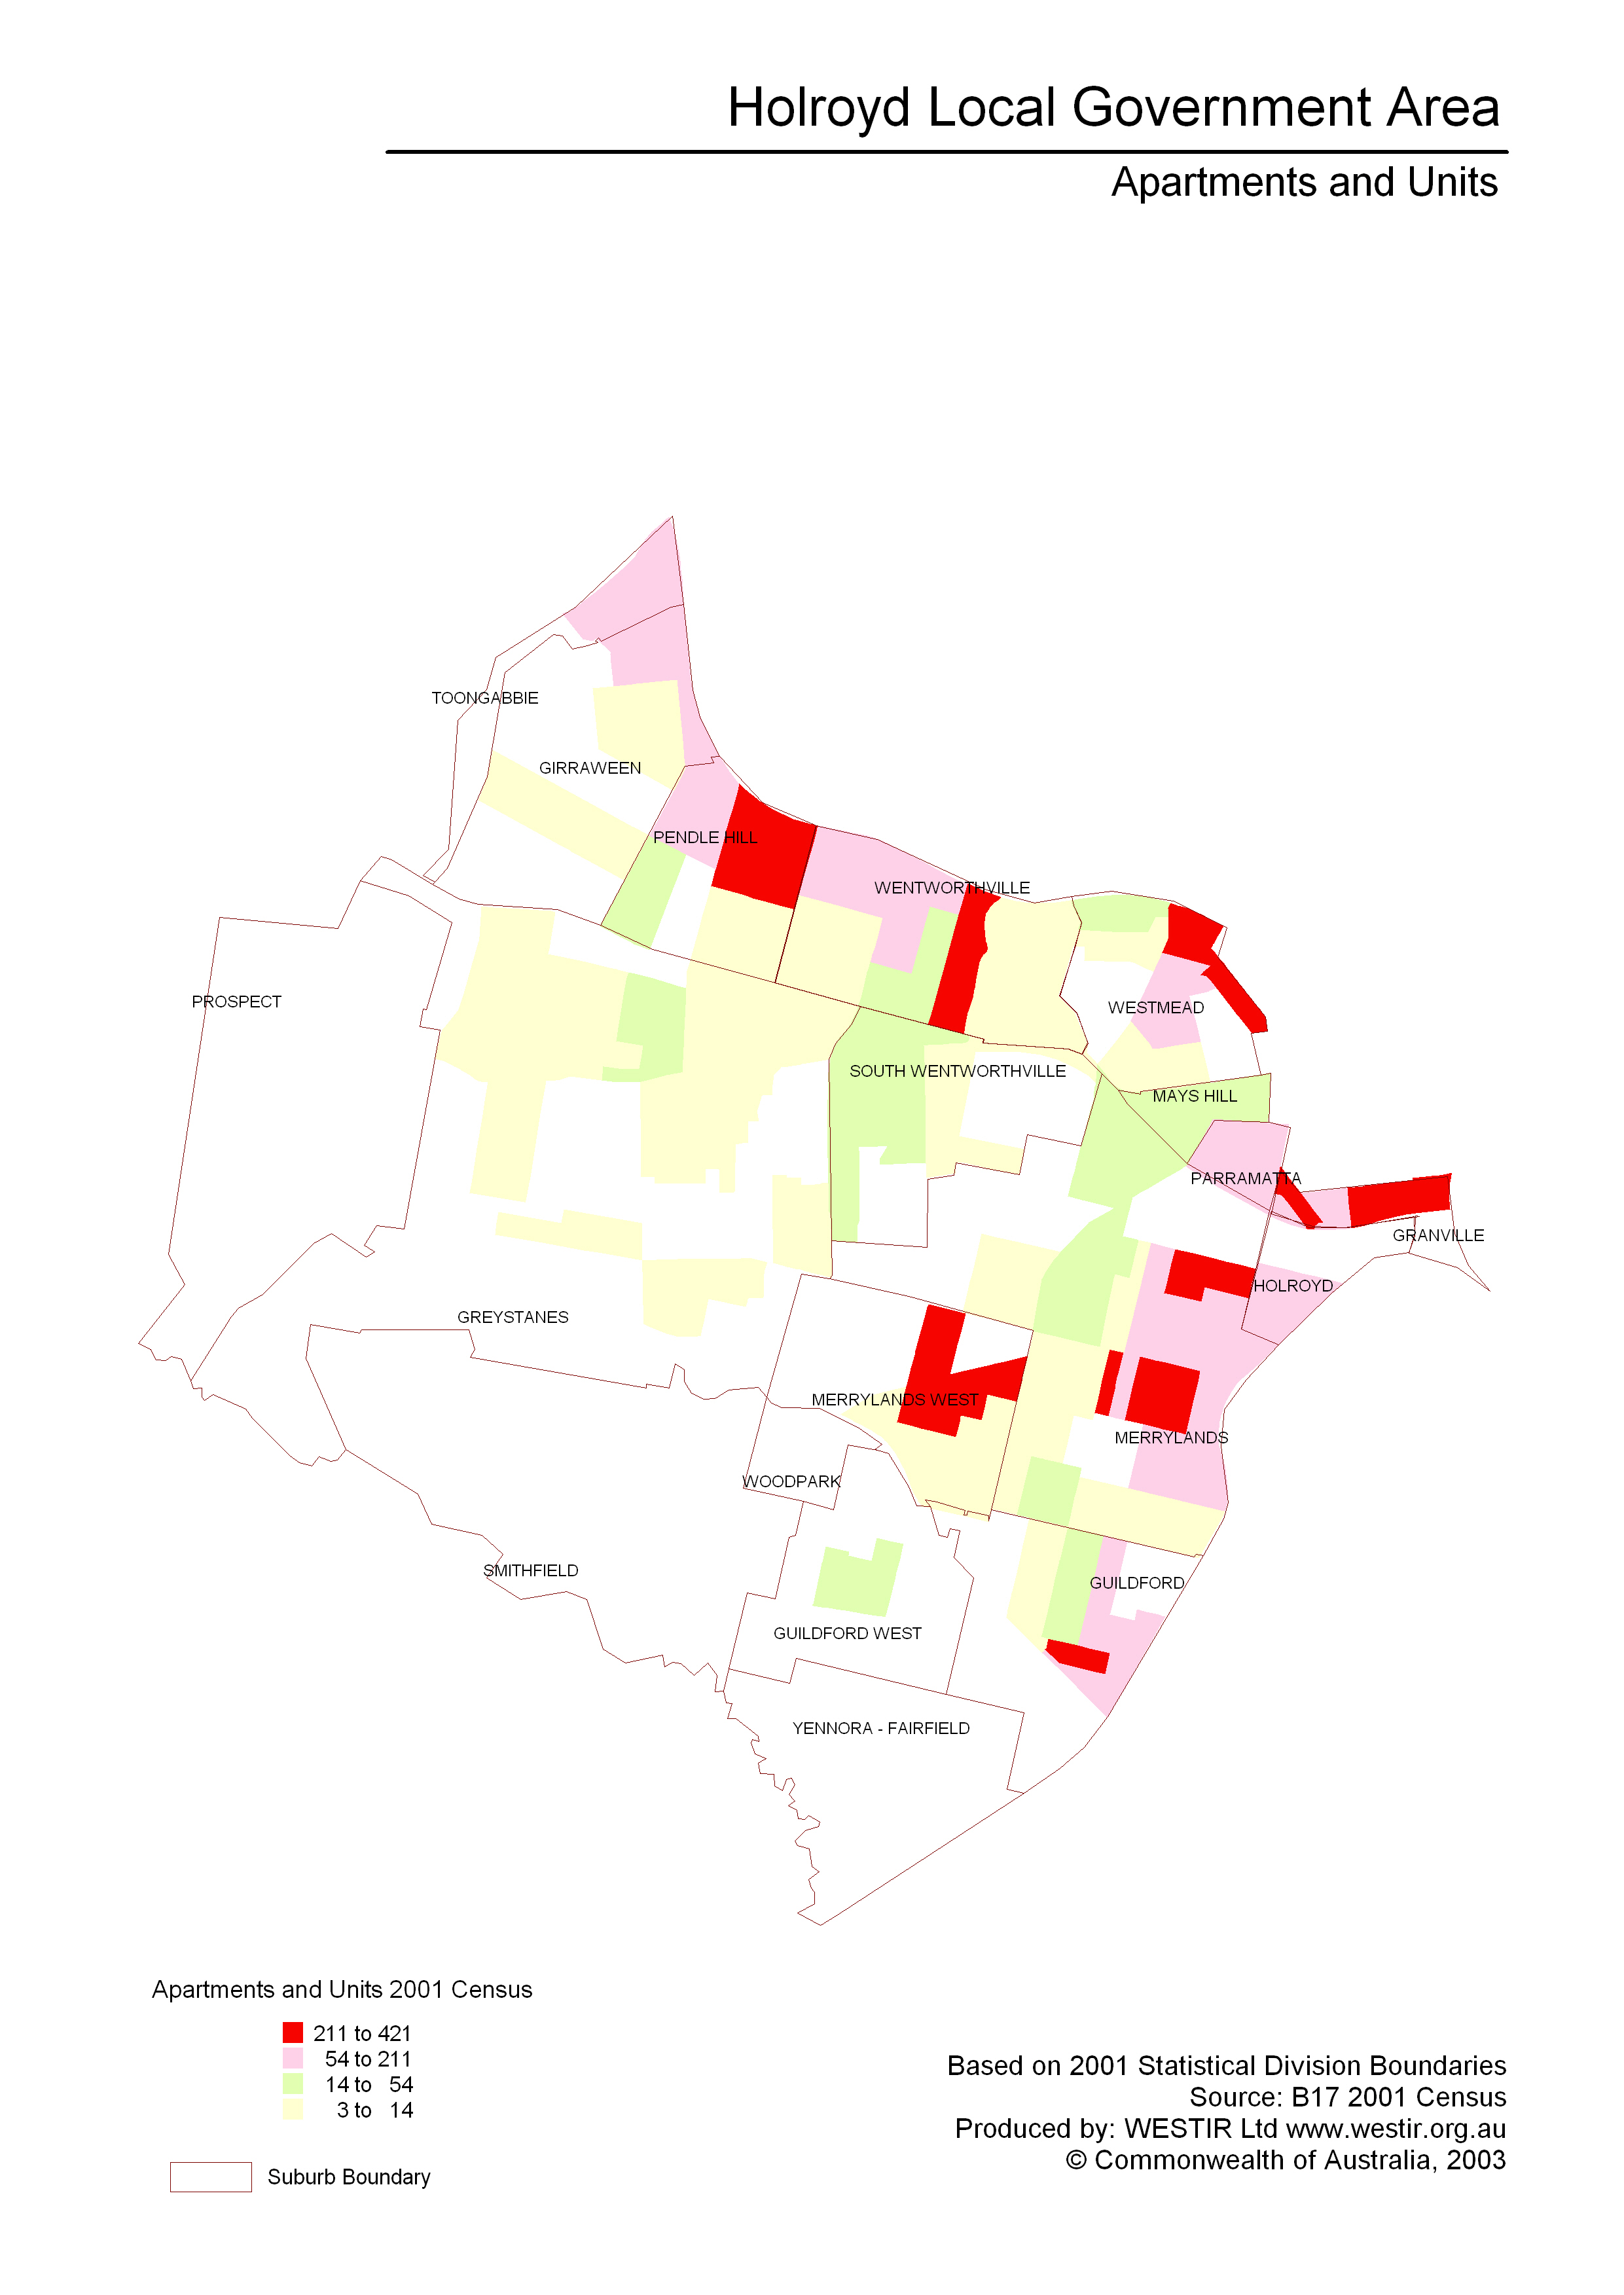 Holroyd Local Government Area
Apartments and Units
TOONGABBIE
GIRRAWEEN
PENDLE HILL
WENTWORTHVILLE
PROSPECT
WESTMEAD
SOUTH WENTWORTHVILLE
MAYS HILL
PARRAMATTA
GRANVILLE
HOLROYD
GREYSTANES
MERRYLANDS WEST
MERRYLANDS
WOODPARK
SMITHFIELD
GUILDFORD
GUILDFORD WEST
YENNORA - FAIRFIELD
Apartments and Units 2001 Census
211 to 421
54 to 211
14 to 54
3 to 14
Suburb Boundary
Based on 2001 Statistical Division Boundaries
Source: B17 2001 Census
Produced by: WESTIR Ltd www.westir.org.au
© Commonwealth of Australia, 2003